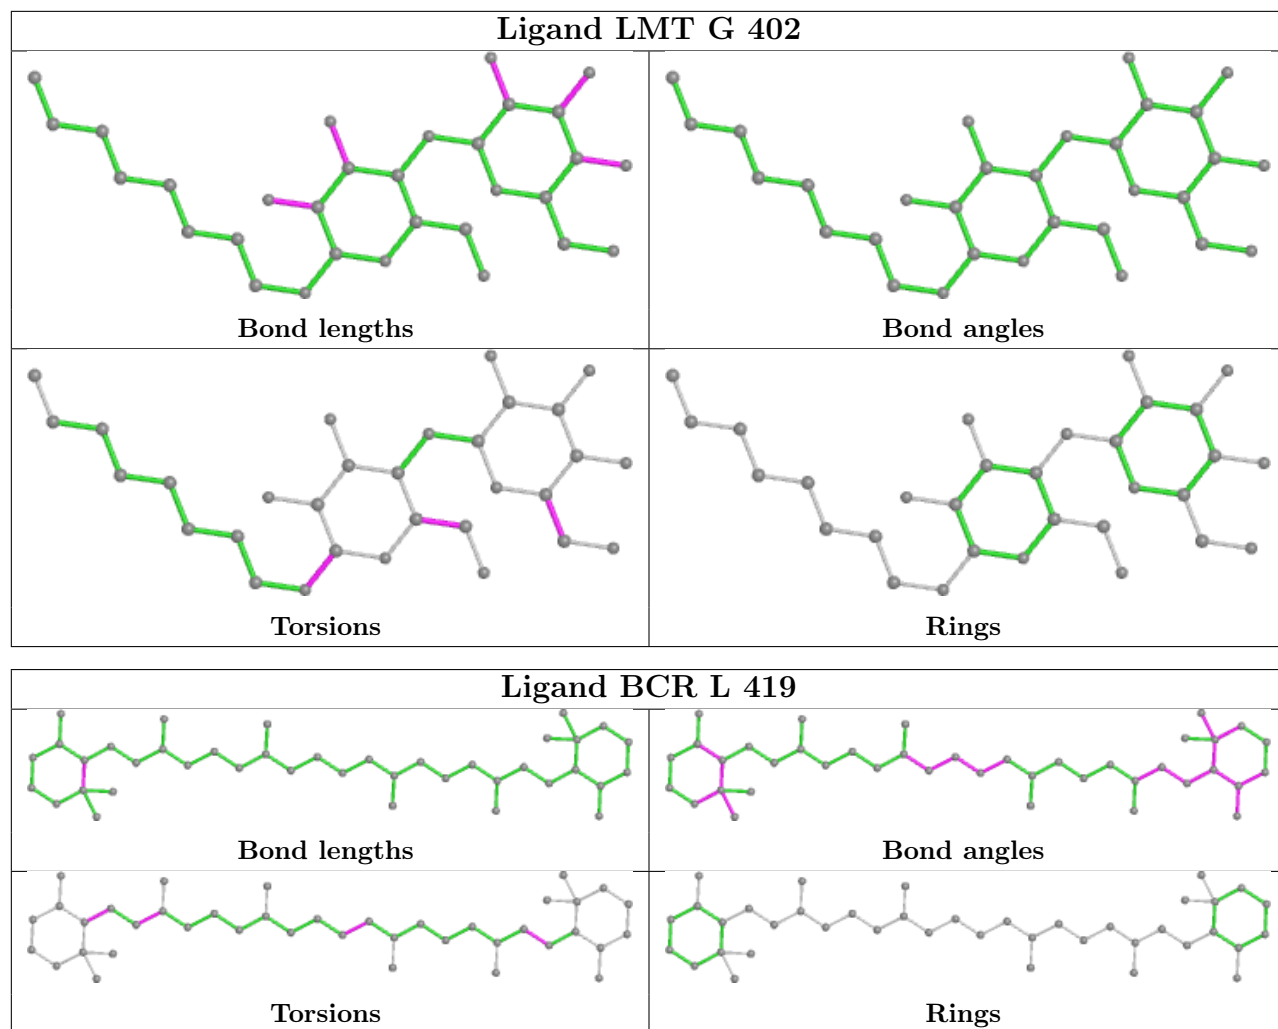 Ligand LMT G 402
Bond lengths
Bond angles
Torsions
Rings
Ligand BCR L 419
Bond lengths
Bond angles
Torsions
Rings